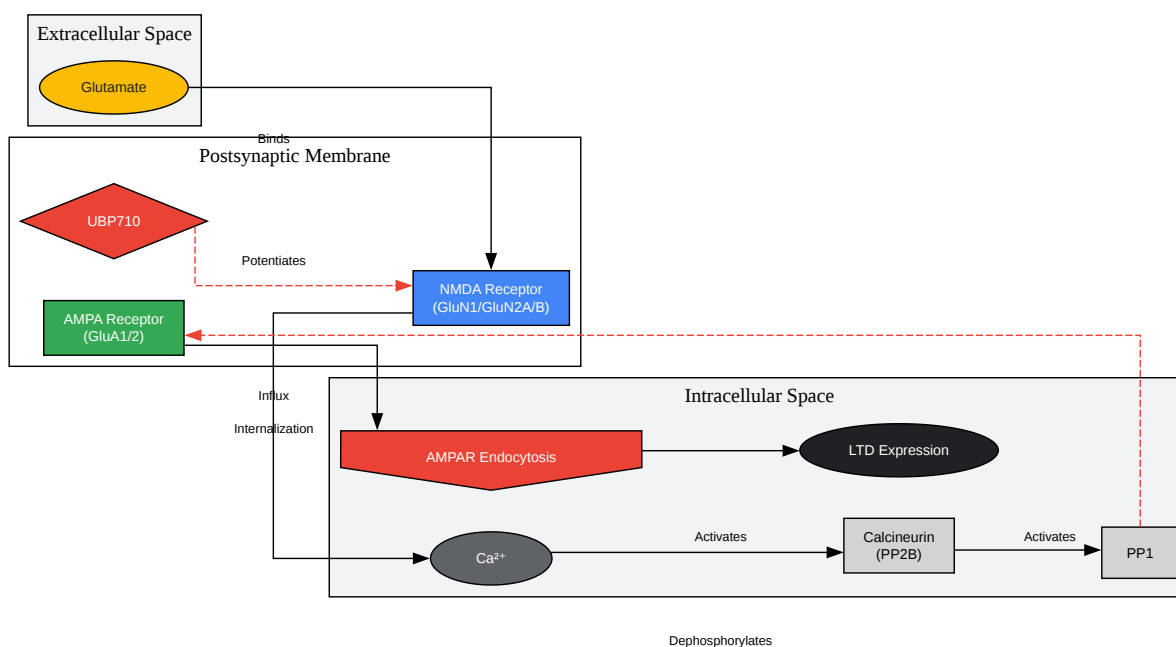 Extracellular Space
Glutamate
Binds
Postsynaptic Membrane
UBP710
Potentiates
NMDA Receptor
(GluN1/GluN2A/B)
AMPA Receptor
(GluA1/2)
Influx
Internalization
Intracellular Space
AMPAR Endocytosis
LTD Expression
Ca²⁺
Activates
Calcineurin
(PP2B)
Activates
PP1
Dephosphorylates